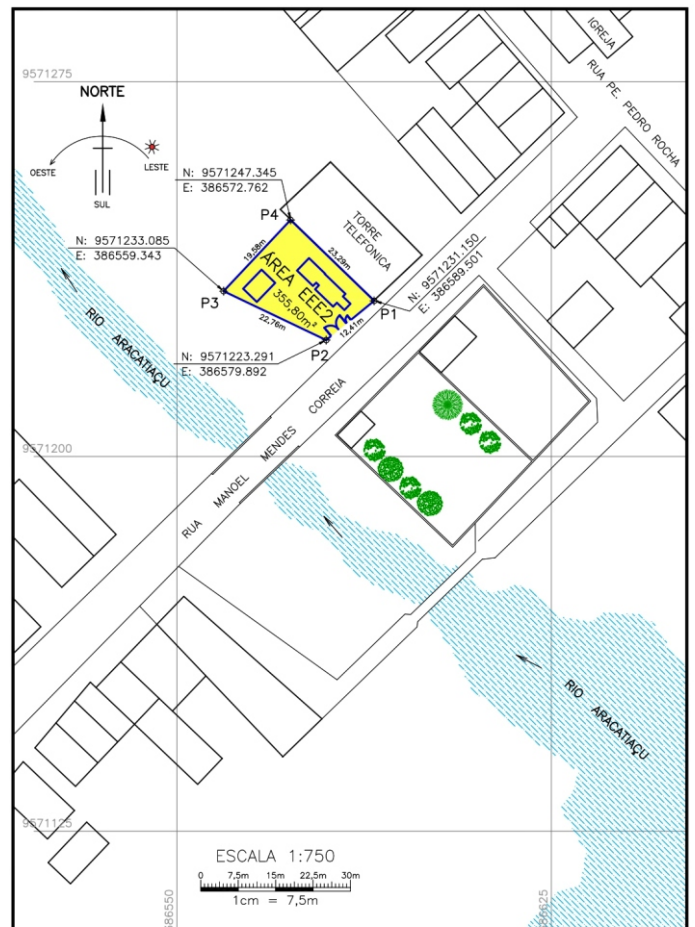 IGREJA
RUA PE. PEDRO ROCHA
9571275
NORTE
OESTE
LESTE
SUL
N: 9571247.345
E: 386572.762
P4
TORRE
TELEFONICA
N: 9571233.085
E: 386559.343
19,58m
23,29m
ÁREA EEE2
355,80m²
N: 9571231.150
E: 386589.501
P3
P1
22,76m
12,41m
P2
N: 9571223.291
E: 386579.892
RIO ARACATIAÇU
9571200
RUA MANOEL MENDES CORREIA
RIO ARACATIAÇU
9571125
ESCALA 1:750
0 7,5m 15m 22,5m 30m
1cm = 7,5m